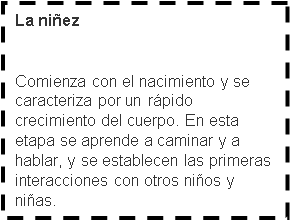 La niñez
Comienza con el nacimiento y se
caracteriza por un rápido
crecimiento del cuerpo. En esta
etapa se aprende a caminar y a
hablar, y se establecen las primeras
interacciones con otros niños y
niñas.